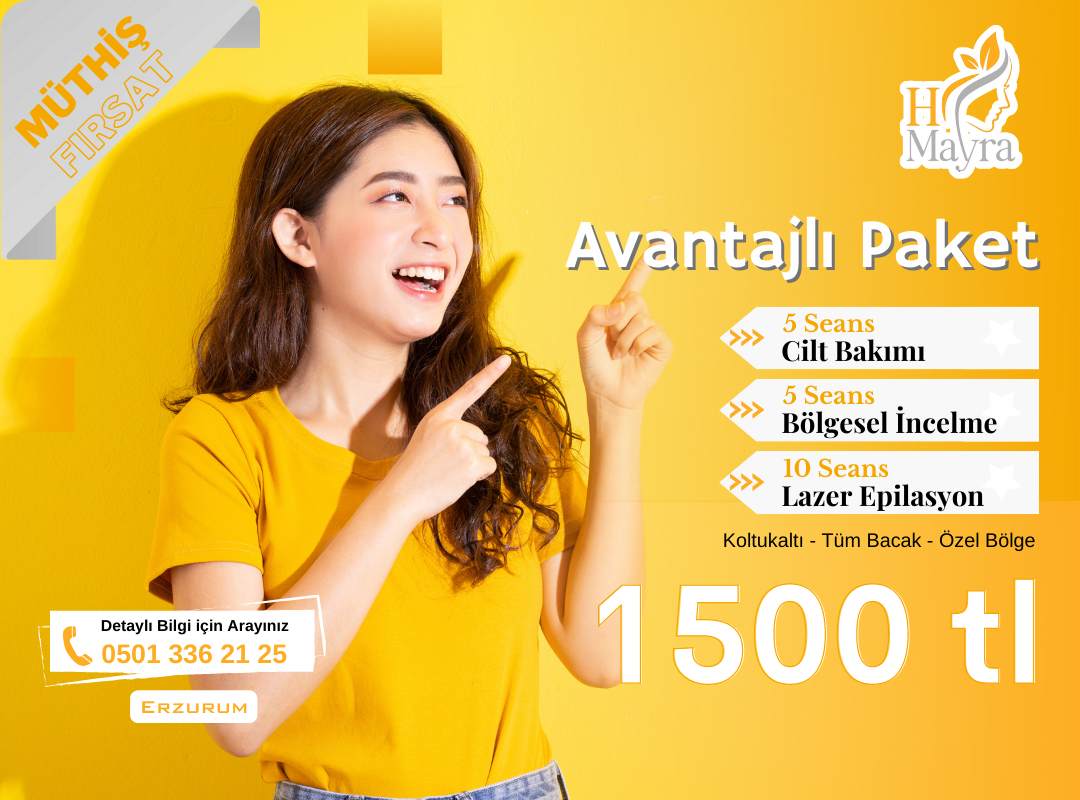 MÜTHİŞ
FIRSAT
H
Mayra
Avantajlı Paket
5 Seans
Cilt Bakımı
5 Seans
Bölgesel İncelme
10 Seans
Lazer Epilasyon
Koltukaltı - Tüm Bacak - Özel Bölge
1500 tl
Detaylı Bilgi için Arayınız
0501 336 21 25
ERZURUM